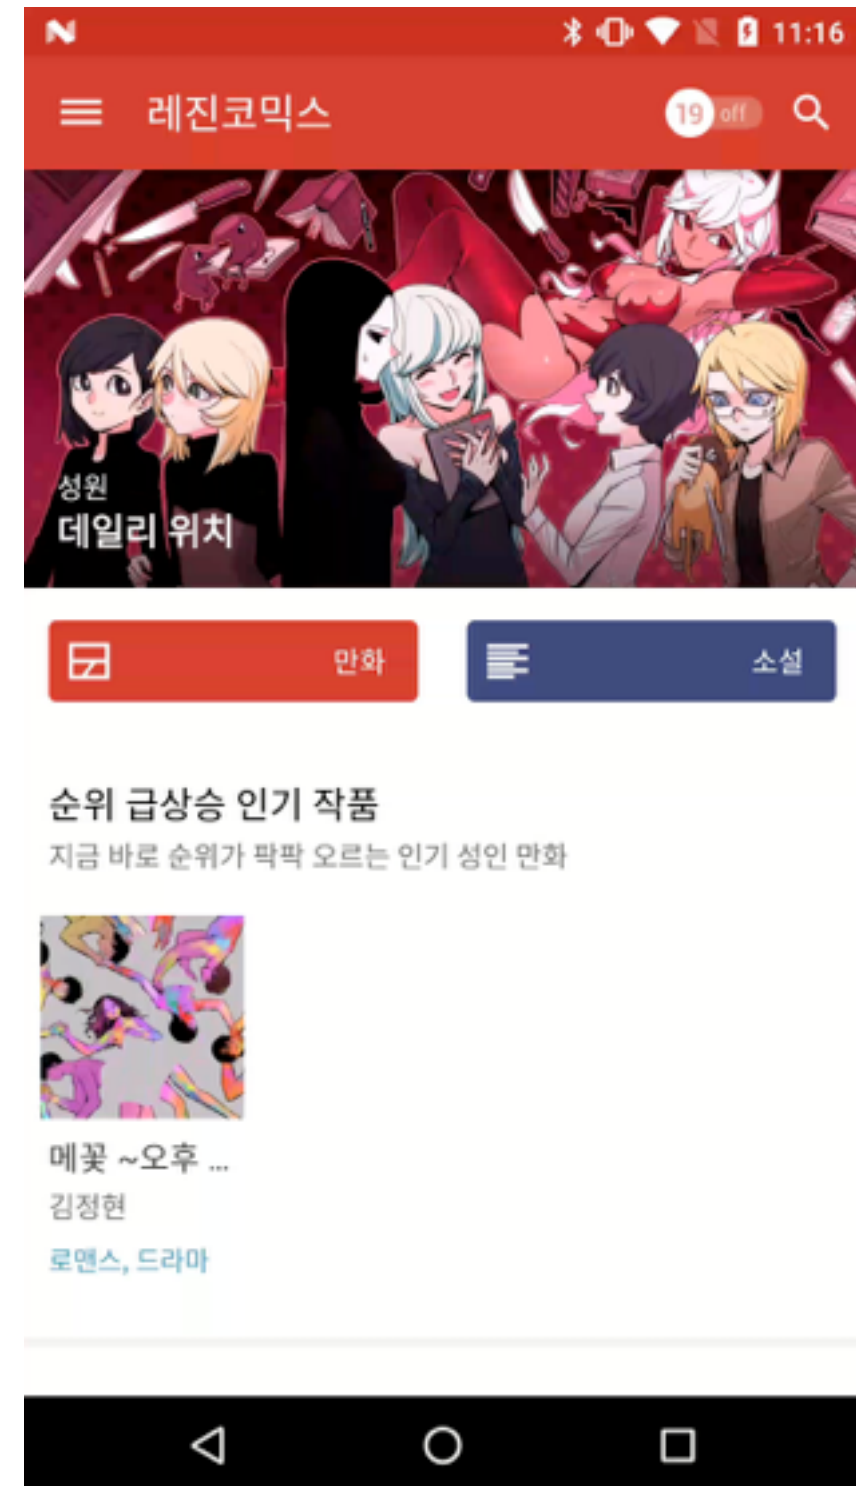 11:16
레진코믹스
19 off
성원
데일리 위치
만화
소설
순위 급상승 인기 작품
지금 바로 순위가 팍팍 오르는 인기 성인 만화
메꽃 ~오후 ...
김정현
로맨스, 드라마